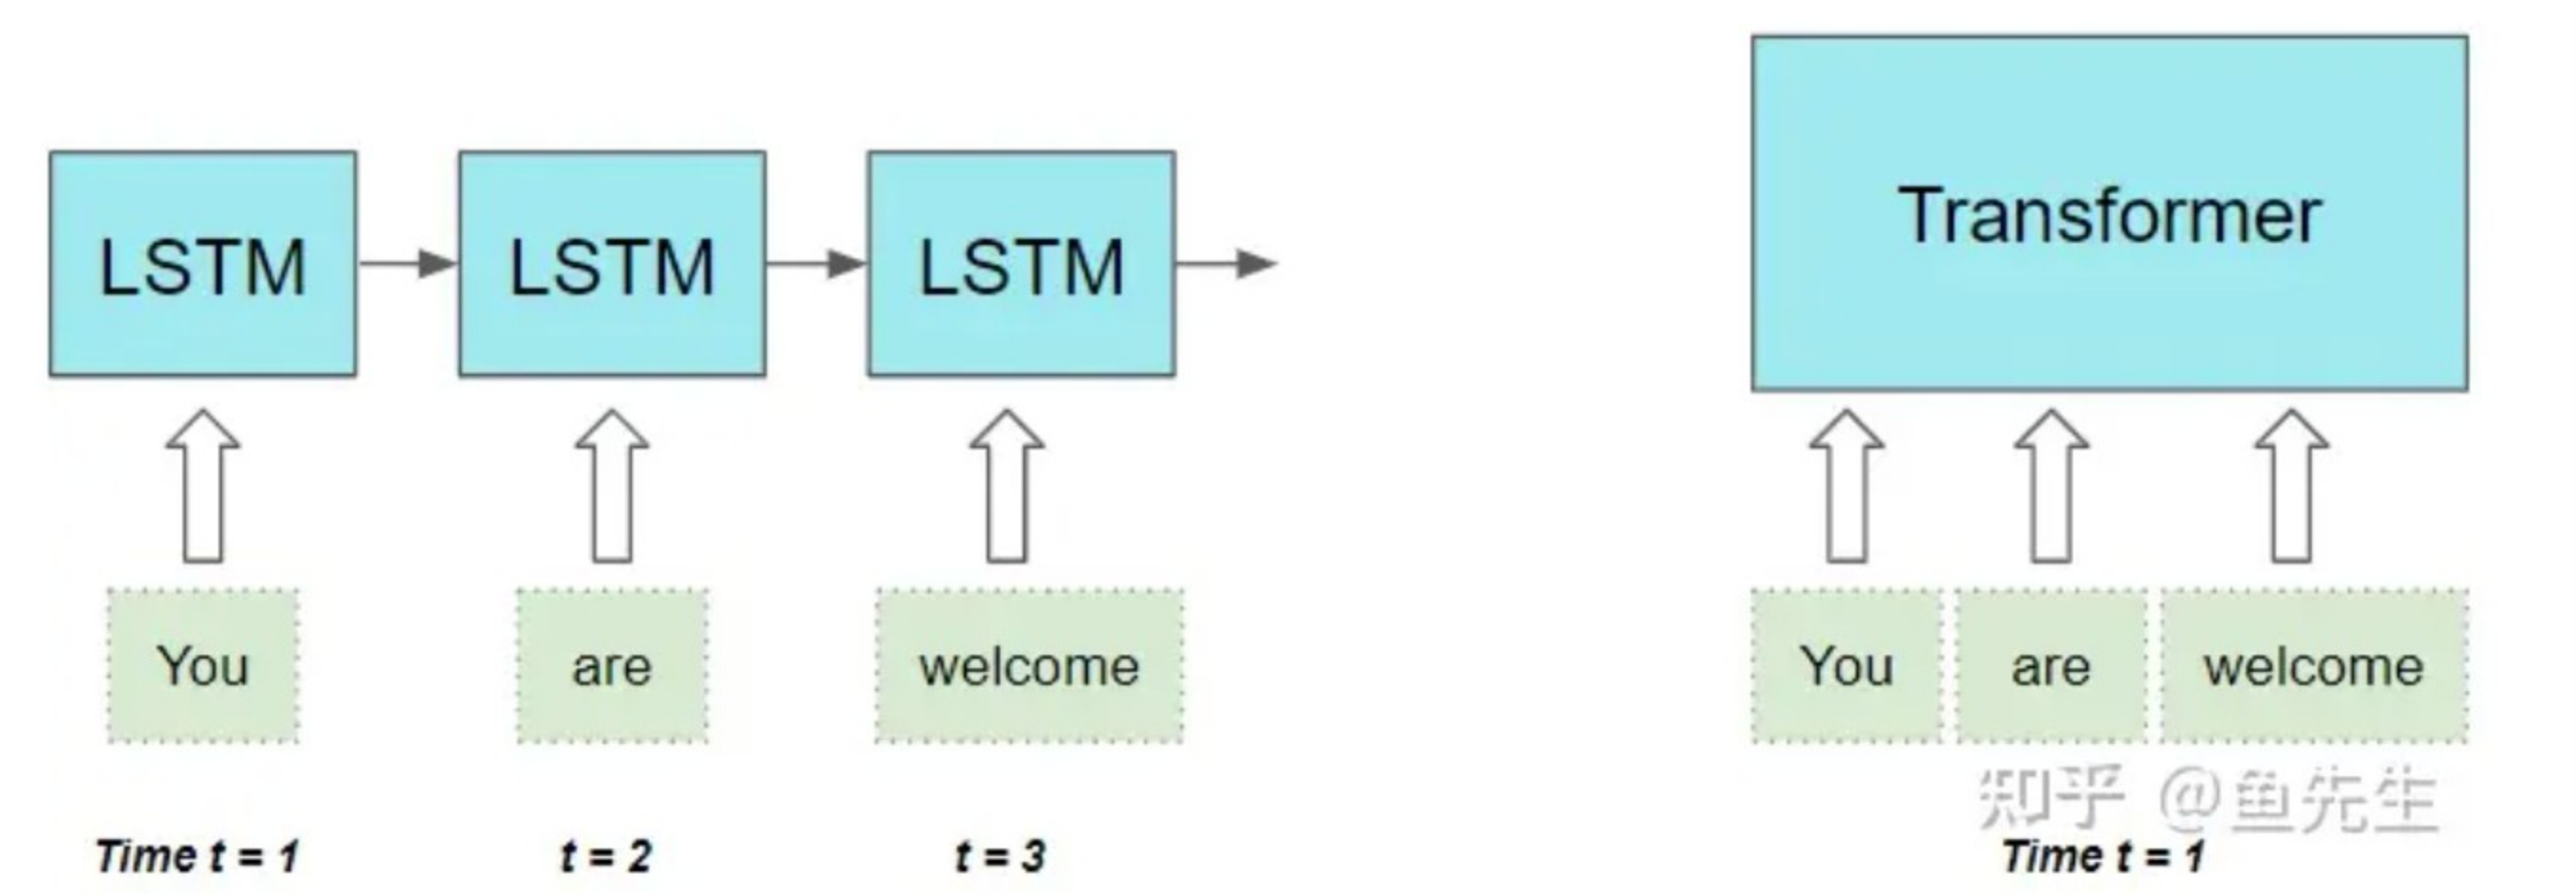 LSTM
LSTM
LSTM
You
are
welcome
Time t = 1
t = 2
t = 3
Transformer
You
are
welcome
知乎 @鱼先生
Time t = 1